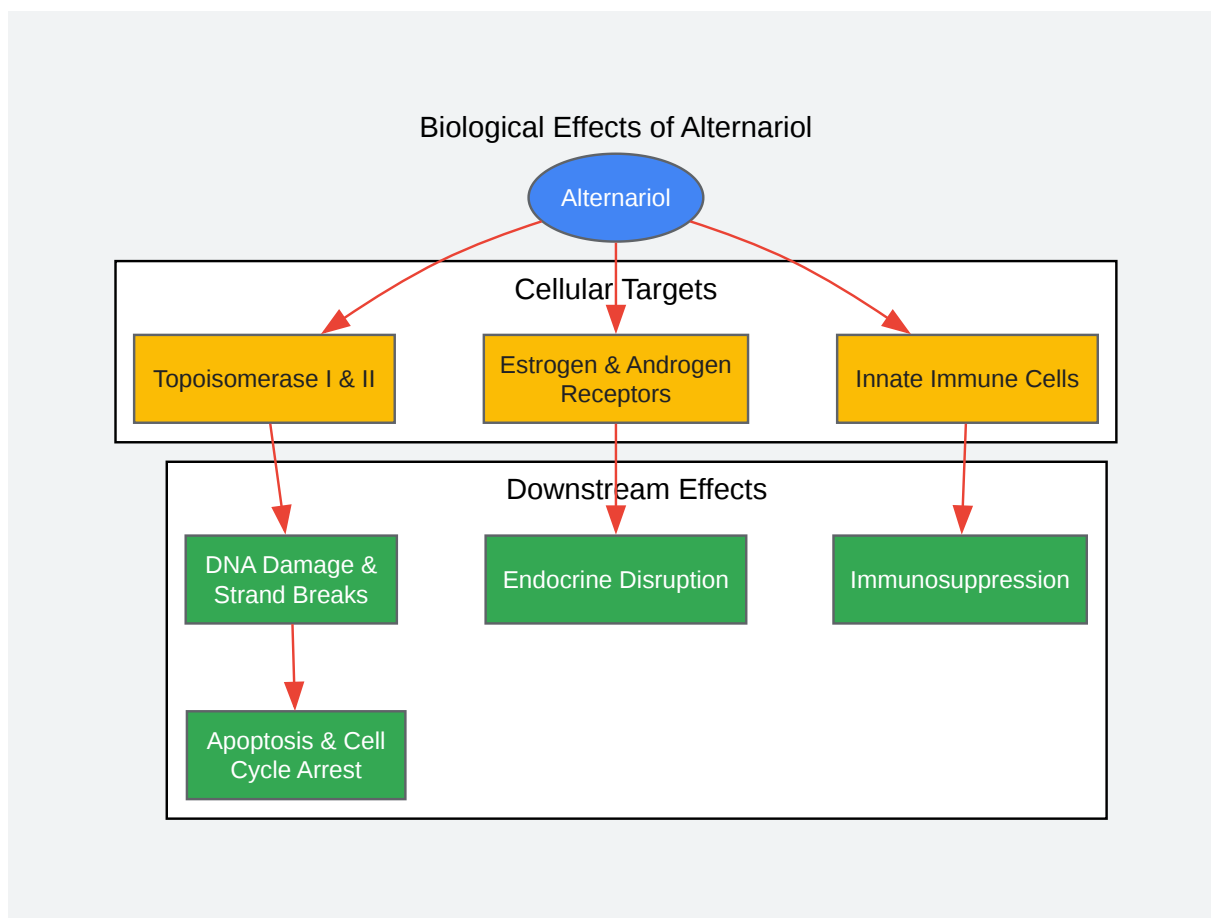 Biological Effects of Alternariol
Alternariol
Cellular Targets
Topoisomerase I & II
Estrogen & Androgen
Receptors
Innate Immune Cells
Downstream Effects
DNA Damage &
Strand Breaks
Endocrine Disruption
Immunosuppression
Apoptosis & Cell
Cycle Arrest